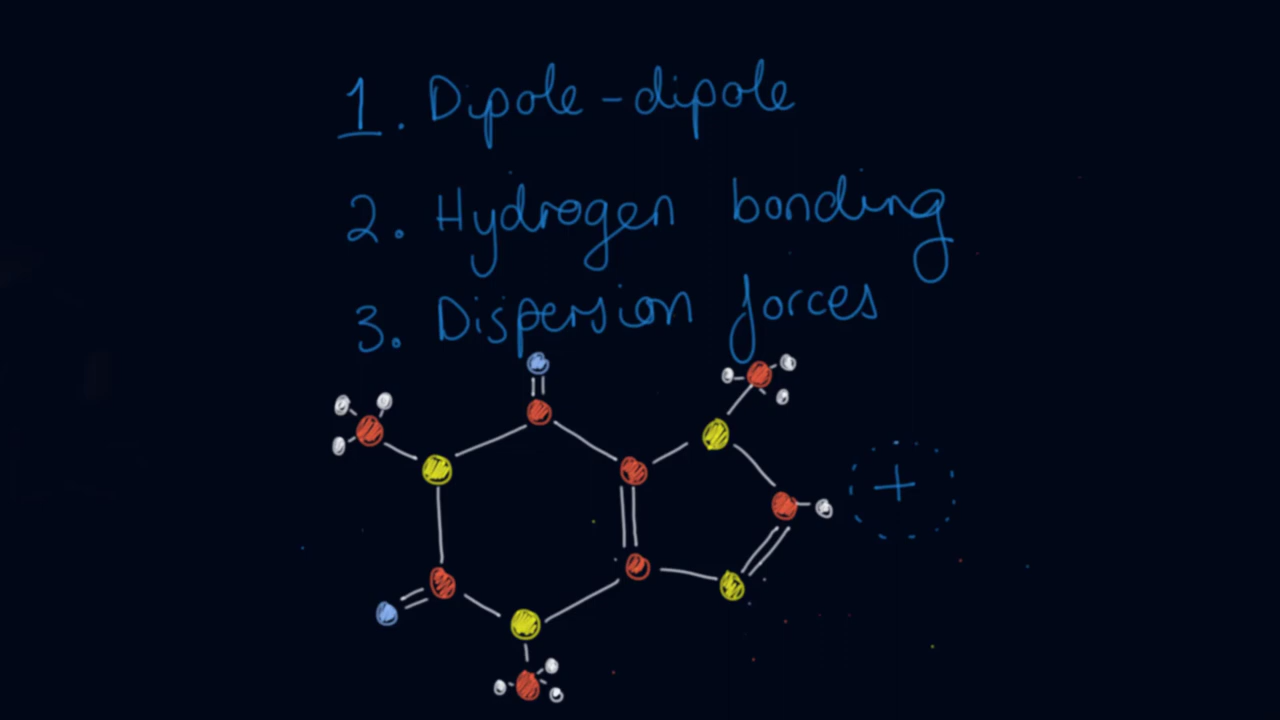 1. Dipole-dipole
2. Hydrogen bonding
3. Dispersion forces
+